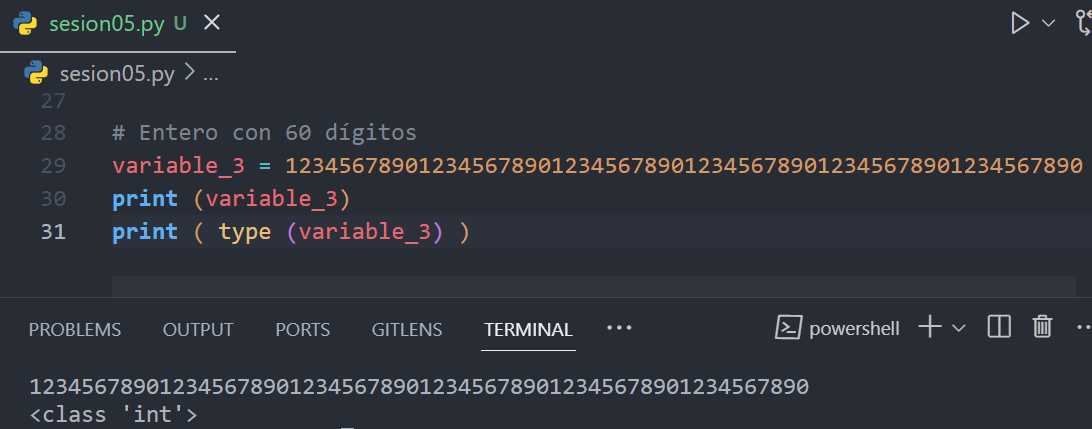 sesion05.py U
sesion05.py > ...
27
28 # Entero con 60 dígitos
29 variable_3 = 123456789012345678901234567890123456789012345678901234567890
30 print (variable_3)
31 print ( type (variable_3) )
PROBLEMS OUTPUT PORTS GITLENS TERMINAL ... powershell
123456789012345678901234567890123456789012345678901234567890
<class 'int'>